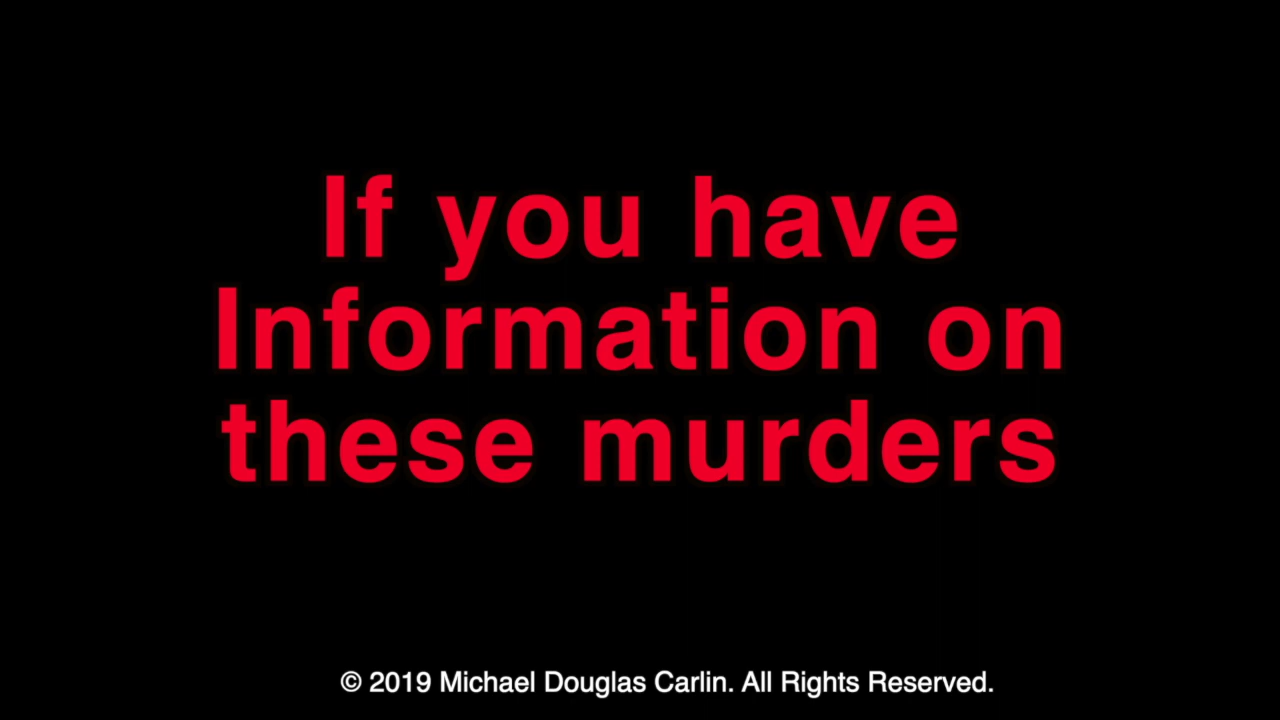 If you have
Information on
these murders
© 2019 Michael Douglas Carlin. All Rights Reserved.